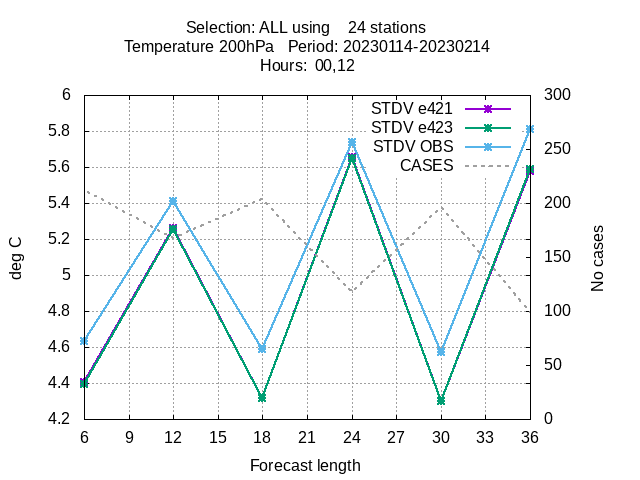 Selection: ALL using    24 stations
Temperature 200hPa   Period: 20230114-20230214
Hours:  00,12
STDV e421
STDV e423
STDV OBS
CASES
6
5.8
5.6
5.4
5.2
5
4.8
4.6
4.4
4.2
deg C
300
250
200
150
100
50
0
No cases
6 9 12 15 18 21 24 27 30 33 36
Forecast length